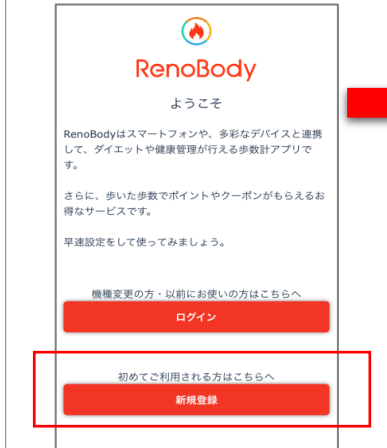 RenoBody
ようこそ
RenoBodyはスマートフォンや、多彩なデバイスと連携
して、ダイエットや健康管理が行える歩数計アプリで
す。
さらに、歩いた歩数でポイントやクーポンがもらえるお
得なサービスです。
早速設定をして使ってみましょう。
機種変更の方・以前にお使いの方はこちらへ
ログイン
初めてご利用される方はこちらへ
新規登録